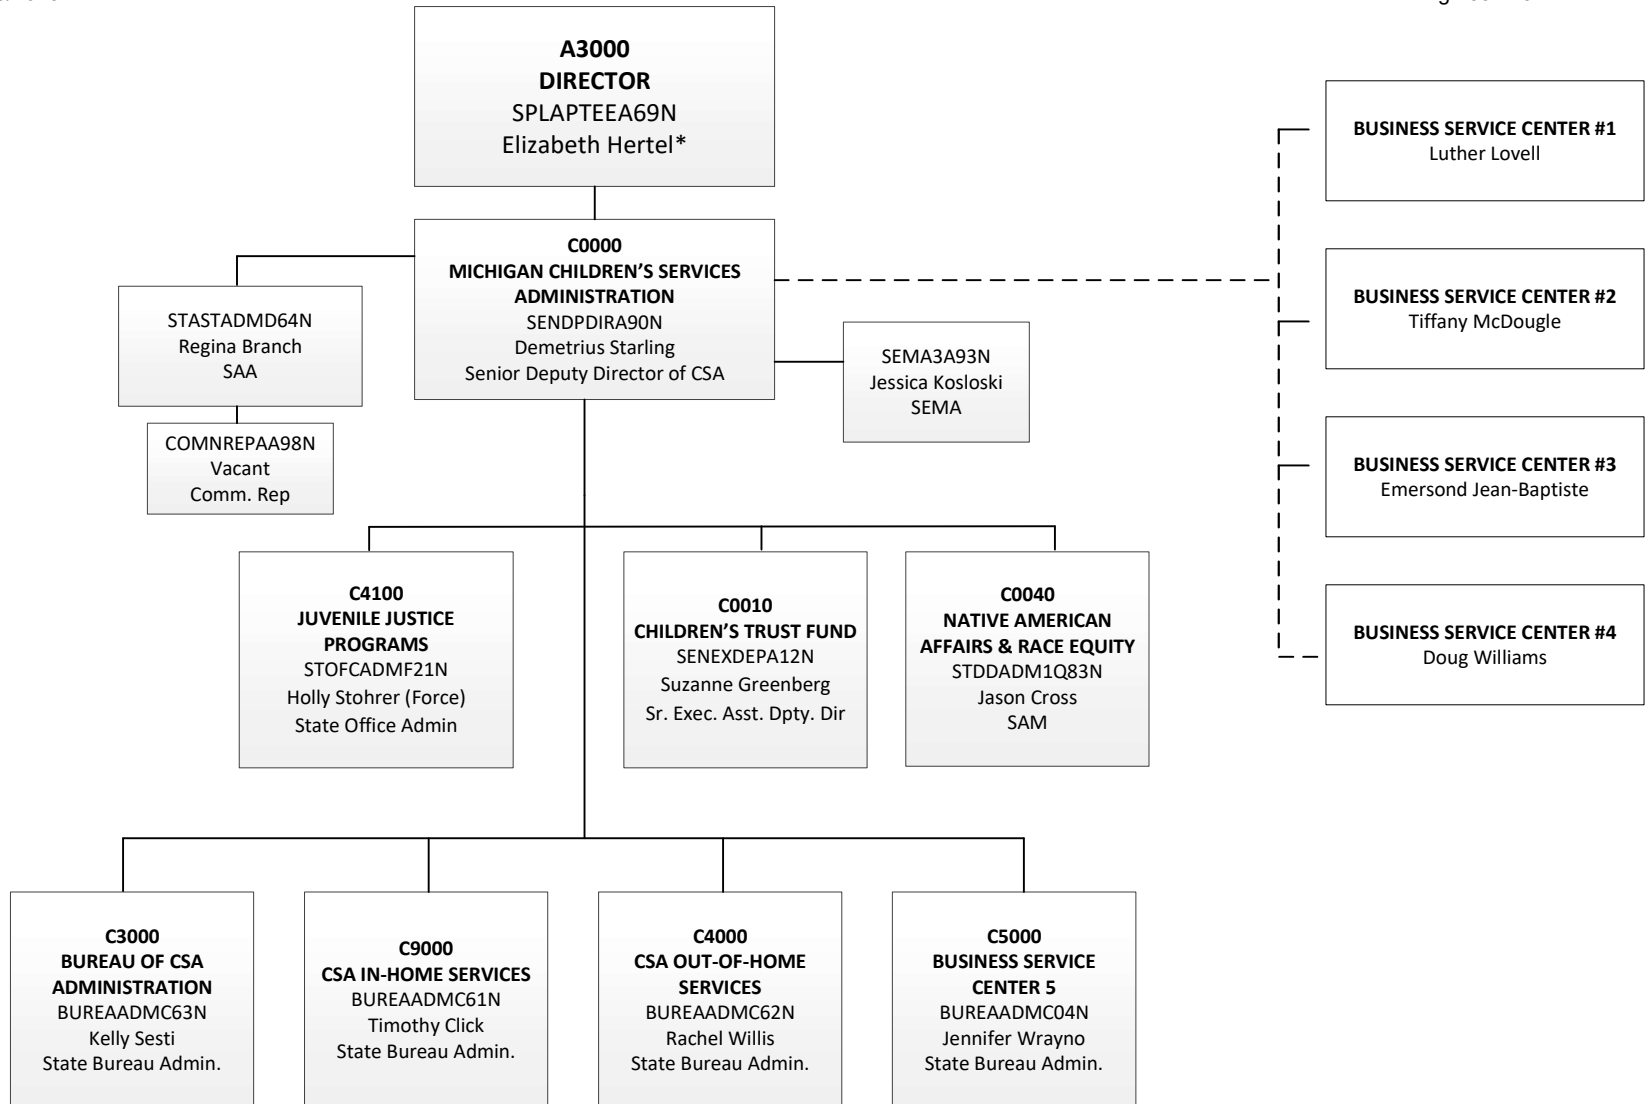 A3000
DIRECTOR
SPLAPTEEA69N
Elizabeth Hertel*
BUSINESS SERVICE CENTER #1
Luther Lovell
C0000
MICHIGAN CHILDREN’S SERVICES
ADMINISTRATION
SENDPDIRA90N
Demetrius Starling
Senior Deputy Director of CSA
BUSINESS SERVICE CENTER #2
Tiffany McDougle
STASTADMD64N
Regina Branch
SAA
SEMA3A93N
Jessica Kosloski
SEMA
COMNREPAA98N
Vacant
Comm. Rep
BUSINESS SERVICE CENTER #3
Emersond Jean-Baptiste
C4100
JUVENILE JUSTICE
PROGRAMS
STOFCADMF21N
Holly Stohrer (Force)
State Office Admin
C0010
CHILDREN’S TRUST FUND
SENEXDEPA12N
Suzanne Greenberg
Sr. Exec. Asst. Dpty. Dir
C0040
NATIVE AMERICAN
AFFAIRS & RACE EQUITY
STDDADM1Q83N
Jason Cross
SAM
BUSINESS SERVICE CENTER #4
Doug Williams
C3000
BUREAU OF CSA
ADMINISTRATION
BUREAADMC63N
Kelly Sesti
State Bureau Admin.
C9000
CSA IN-HOME SERVICES
BUREAADMC61N
Timothy Click
State Bureau Admin.
C4000
CSA OUT-OF-HOME
SERVICES
BUREAADMC62N
Rachel Willis
State Bureau Admin.
C5000
BUSINESS SERVICE
CENTER 5
BUREAADMC04N
Jennifer Wrayno
State Bureau Admin.